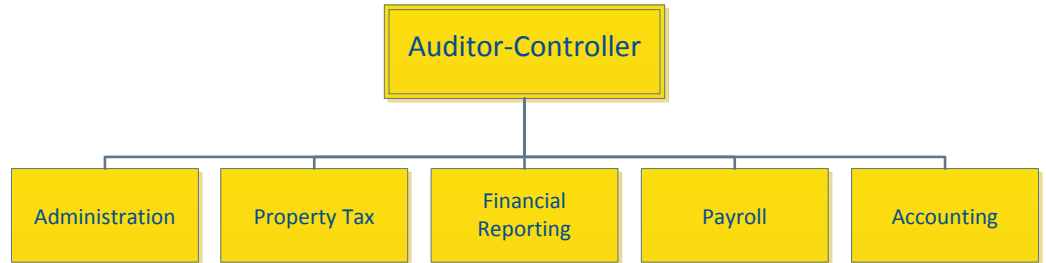 Auditor-Controller
Administration
Property Tax
Financial
Reporting
Payroll
Accounting